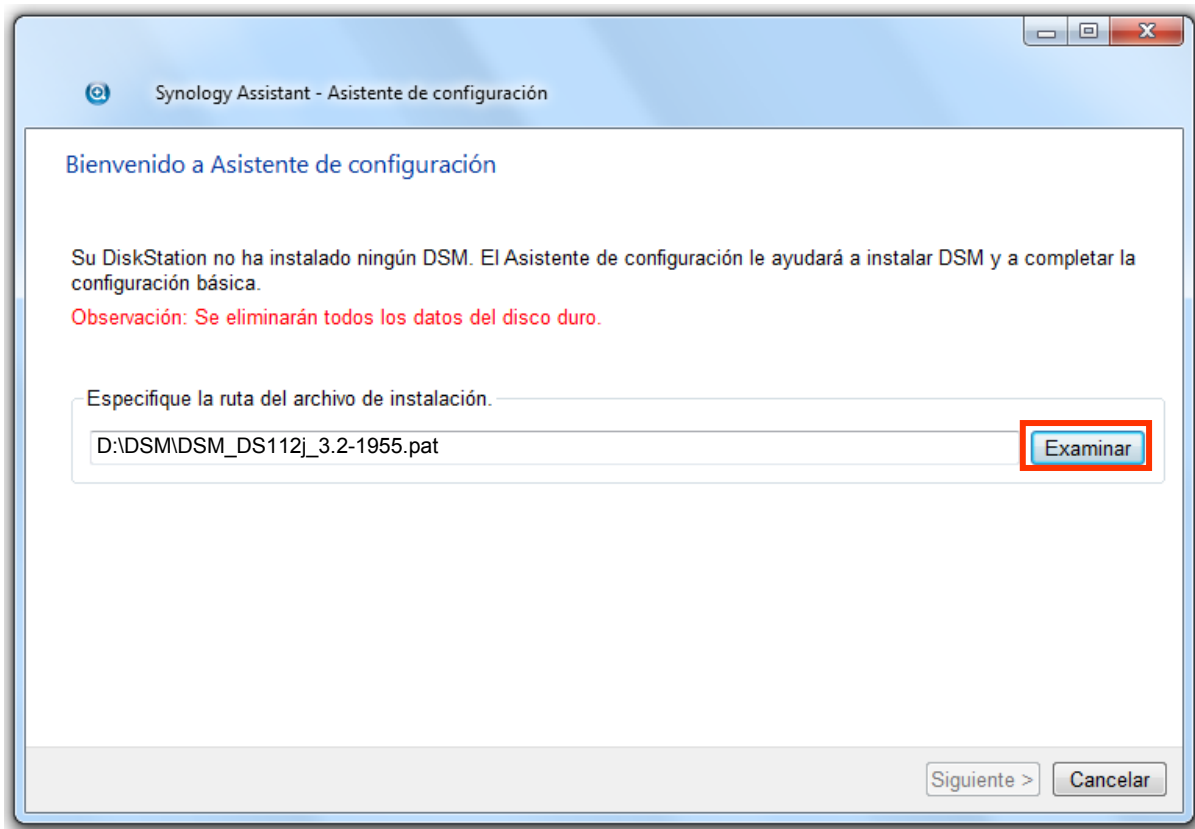 Synology Assistant - Asistente de configuración
Bienvenido a Asistente de configuración
Su DiskStation no ha instalado ningún DSM. El Asistente de configuración le ayudará a instalar DSM y a completar la
configuración básica.
Observación: Se eliminarán todos los datos del disco duro.
Especifique la ruta del archivo de instalación.
D:\DSM\DSM_DS112j_3.2-1955.pat
Examinar
Siguiente >
Cancelar